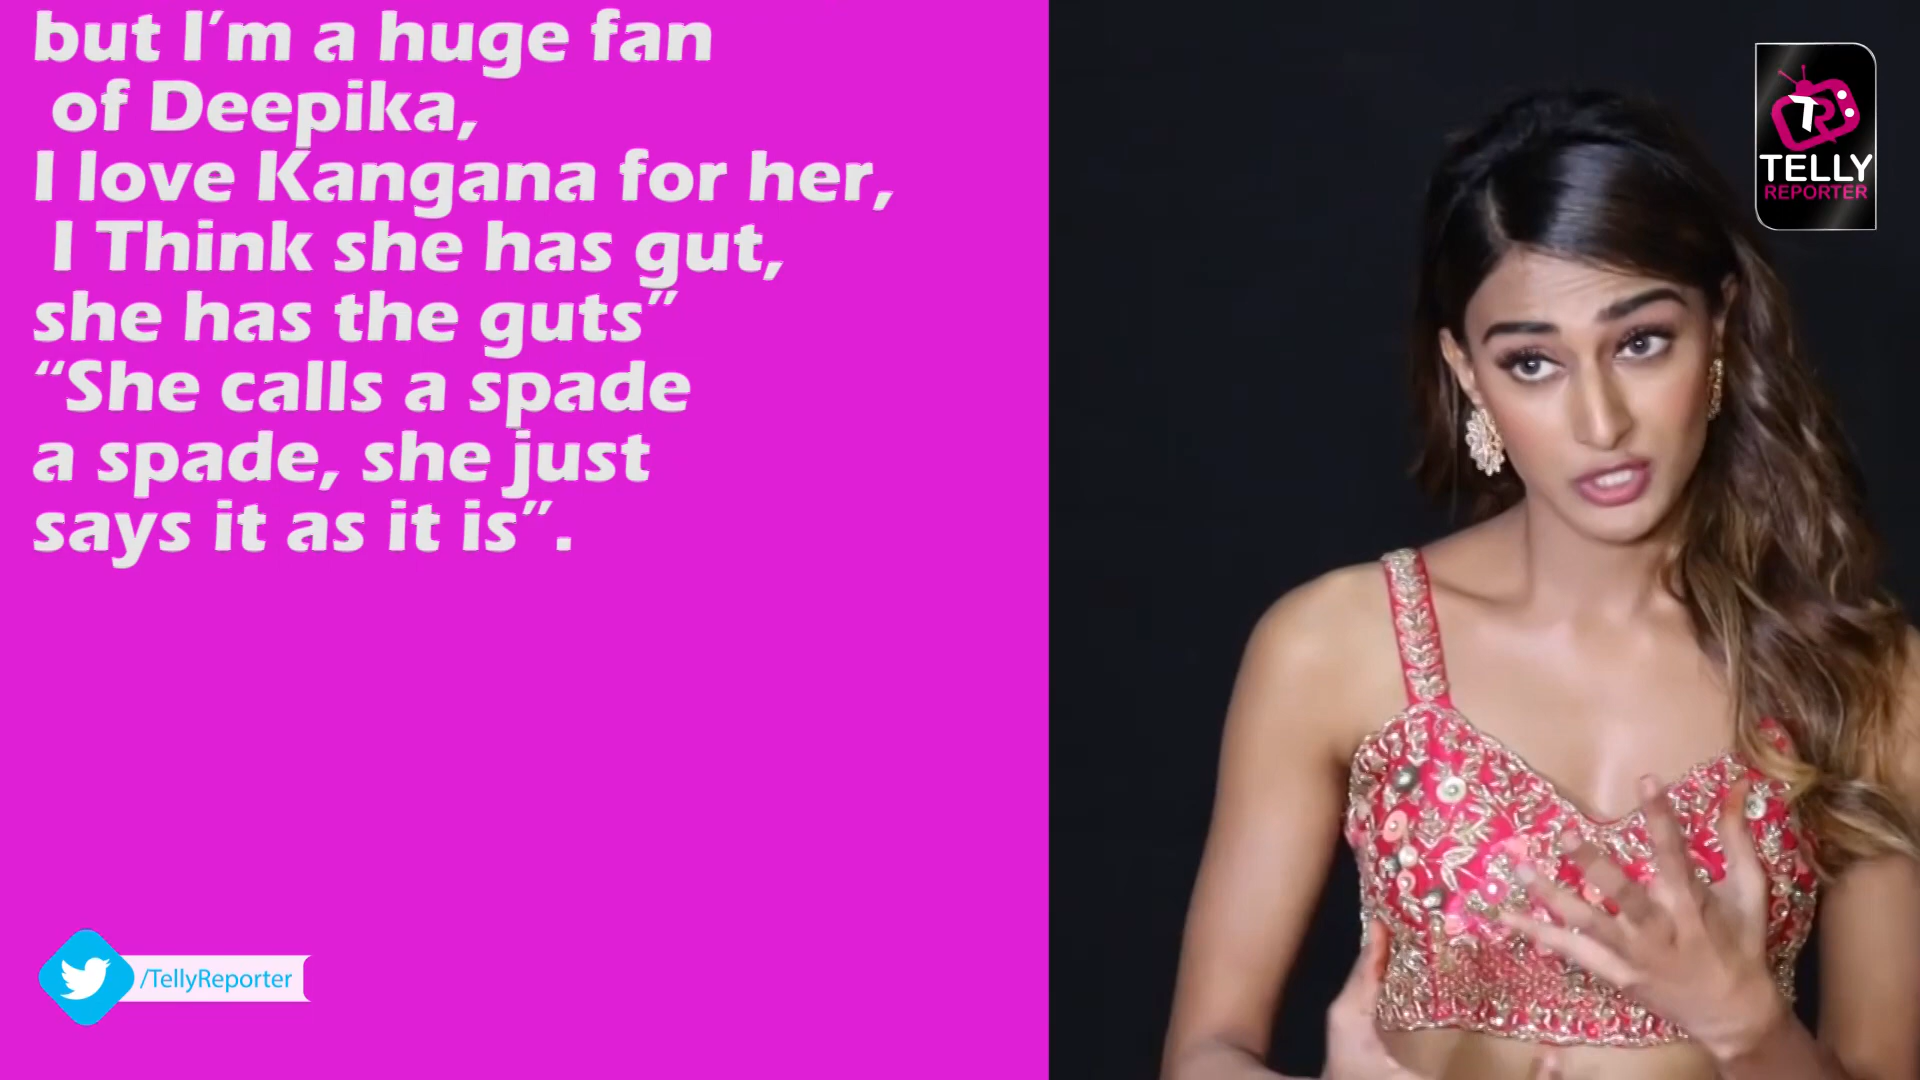 but I’m a huge fan
of Deepika,
I love Kangana for her,
I Think she has gut,
she has the guts”
“She calls a spade
a spade, she just
says it as it is”.
TR
TELLY
REPORTER
/TellyReporter